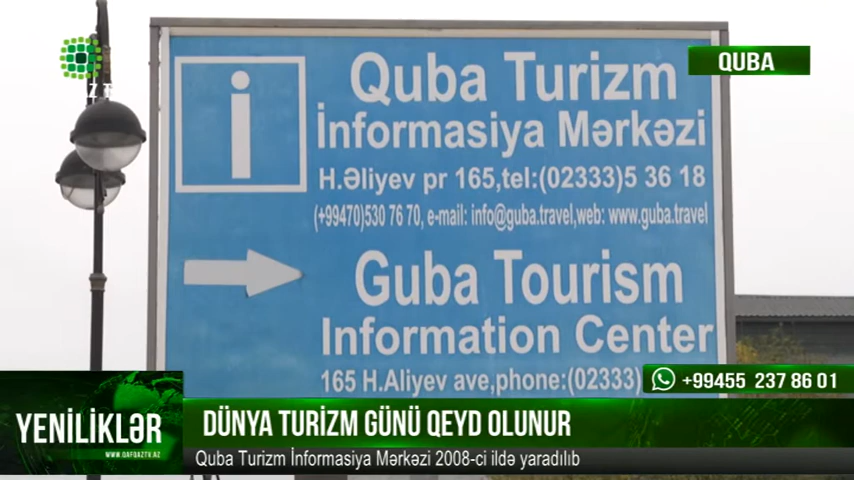 QUBA
i
Quba Turizm
İnformasiya Mərkəzi
H.Əliyev pr 165,tel:(02333)5 36 18
(+99470)530 76 70, e-mail: info@guba.travel,web: www.guba.travel
Guba Tourism
Information Center
165 H.Aliyev ave,phone:(02333)
+99455 237 86 01
YENİLİKLƏR
WWW.QAFQAZTV.AZ
DÜNYA TURİZM GÜNÜ QEYD OLUNUR
Quba Turizm İnformasiya Mərkəzi 2008-ci ildə yaradılıb